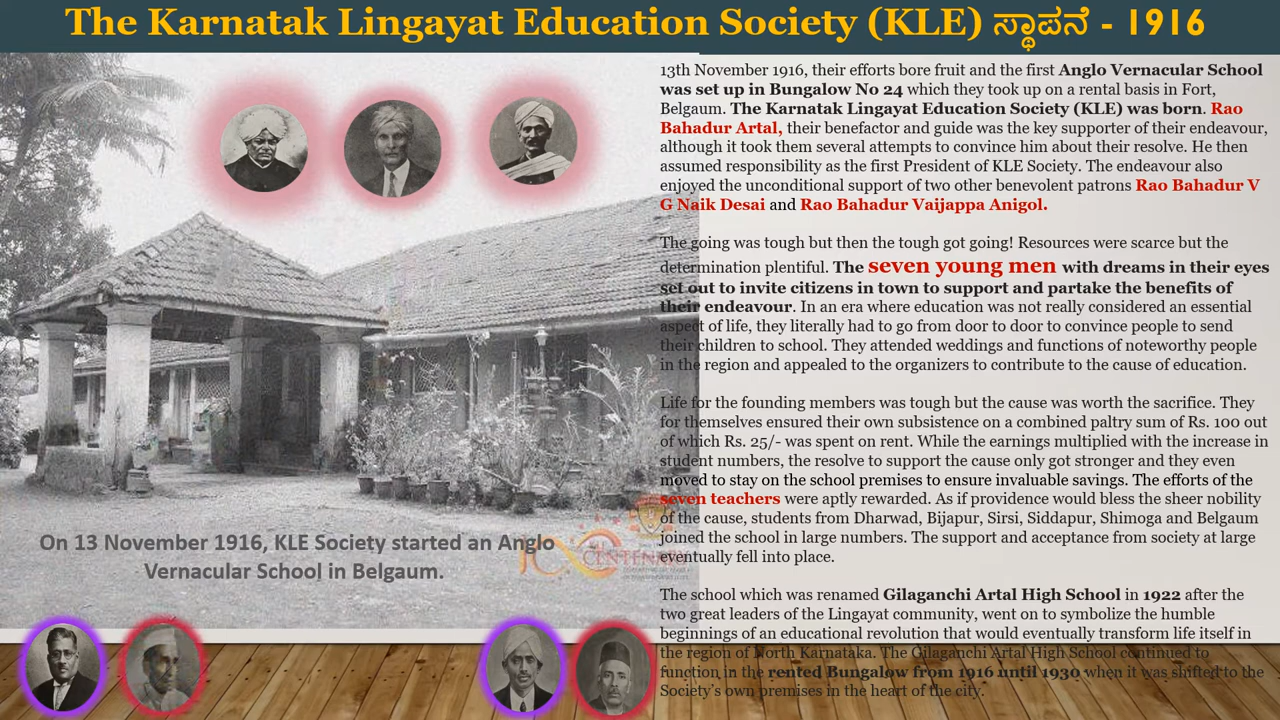 The Karnatak Lingayat Education Society (KLE) ಸ್ಥಾಪನೆ - 1916
13th November 1916, their efforts bore fruit and the first Anglo Vernacular School
was set up in Bungalow No 24 which they took up on a rental basis in Fort,
Belgaum. The Karnatak Lingayat Education Society (KLE) was born. Rao
Bahadur Artal, their benefactor and guide was the key supporter of their endeavour,
although it took them several attempts to convince him about their resolve. He then
assumed responsibility as the first President of KLE Society. The endeavour also
enjoyed the unconditional support of two other benevolent patrons Rao Bahadur V
G Naik Desai and Rao Bahadur Vaijappa Anigol.
The going was tough but then the tough got going! Resources were scarce but the
determination plentiful. The seven young men with dreams in their eyes
set out to invite citizens in town to support and partake the benefits of
their endeavour. In an era where education was not really considered an essential
aspect of life, they literally had to go from door to door to convince people to send
their children to school. They attended weddings and functions of noteworthy people
in the region and appealed to the organizers to contribute to the cause of education.
Life for the founding members was tough but the cause was worth the sacrifice. They
for themselves ensured their own subsistence on a combined paltry sum of Rs. 100 out
of which Rs. 25/- was spent on rent. While the earnings multiplied with the increase in
student numbers, the resolve to support the cause only got stronger and they even
moved to stay on the school premises to ensure invaluable savings. The efforts of the
seven teachers were aptly rewarded. As if providence would bless the sheer nobility
of the cause, students from Dharwad, Bijapur, Sirsi, Siddapur, Shimoga and Belgaum
joined the school in large numbers. The support and acceptance from society at large
eventually fell into place.
The school which was renamed Gilaganchi Artal High School in 1922 after the
two great leaders of the Lingayat community, went on to symbolize the humble
beginnings of an educational revolution that would eventually transform life itself in
the region of North Karnataka. The Gilaganchi Artal High School continued to
function in the rented Bungalow from 1916 until 1930 when it was shifted to the
Society's own premises in the heart of the city.
On 13 November 1916, KLE Society started an Anglo
Vernacular School in Belgaum.
CENTENARY